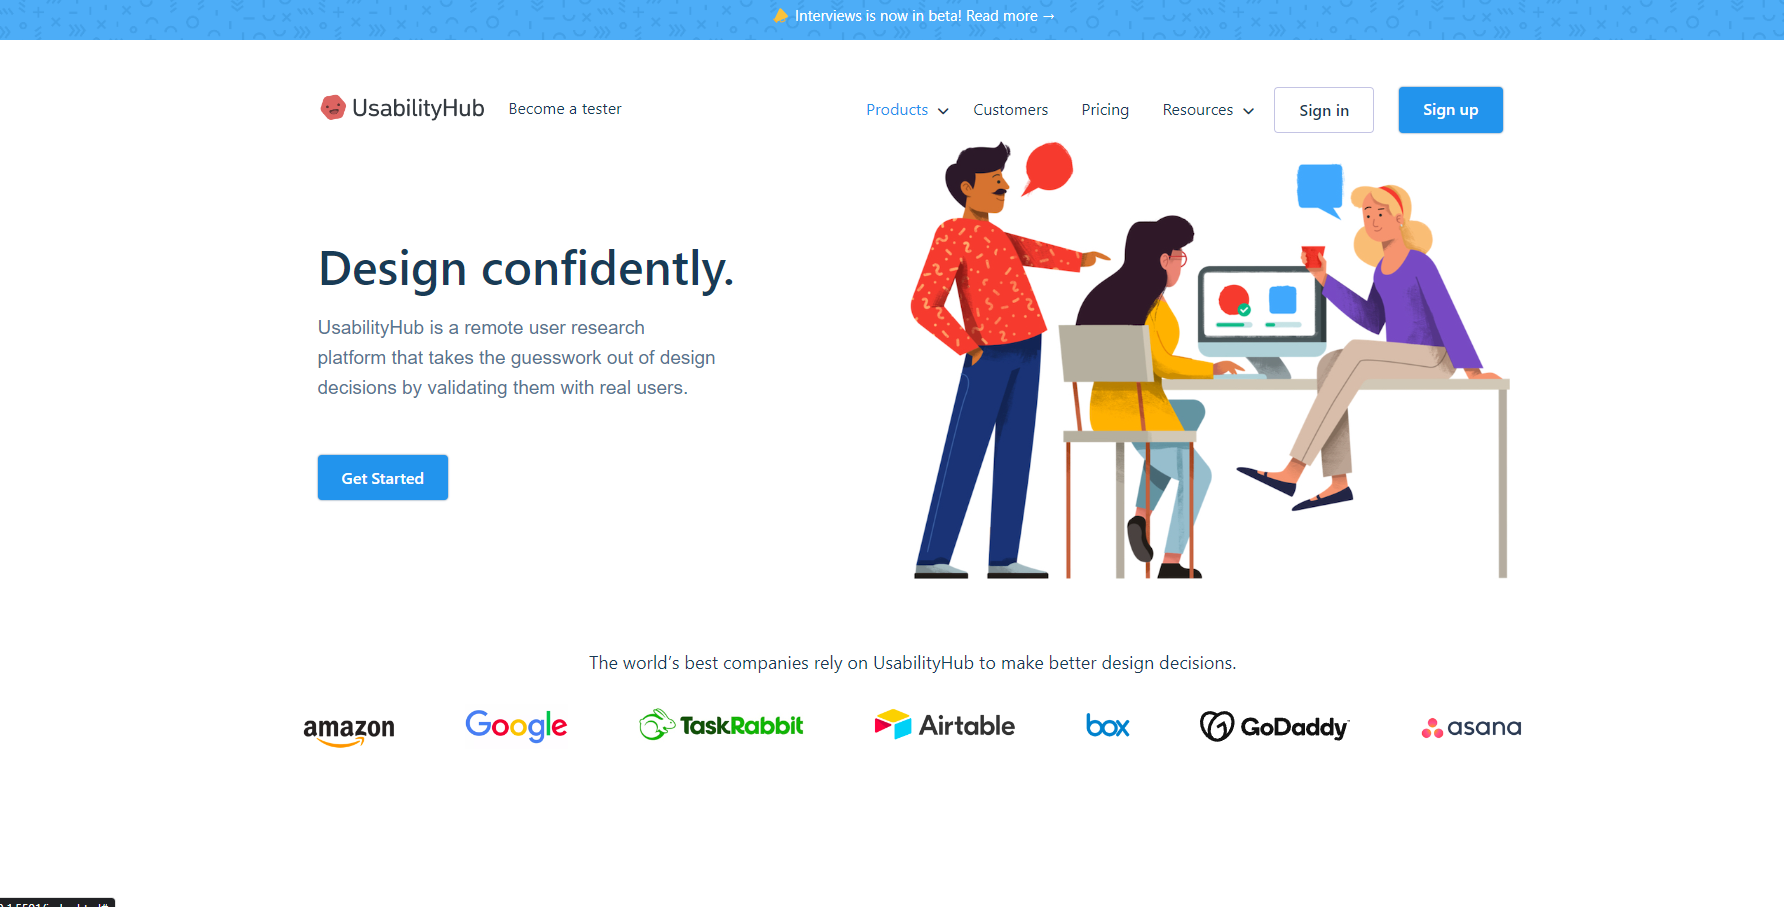 Interviews is now in beta! Read more →
UsabilityHub
Become a tester
Products
Customers
Pricing
Resources
Sign in
Sign up
Design confidently.
UsabilityHub is a remote user research
platform that takes the guesswork out of design
decisions by validating them with real users.
Get Started
The world’s best companies rely on UsabilityHub to make better design decisions.
amazon
Google
TaskRabbit
Airtable
box
GoDaddy
asana